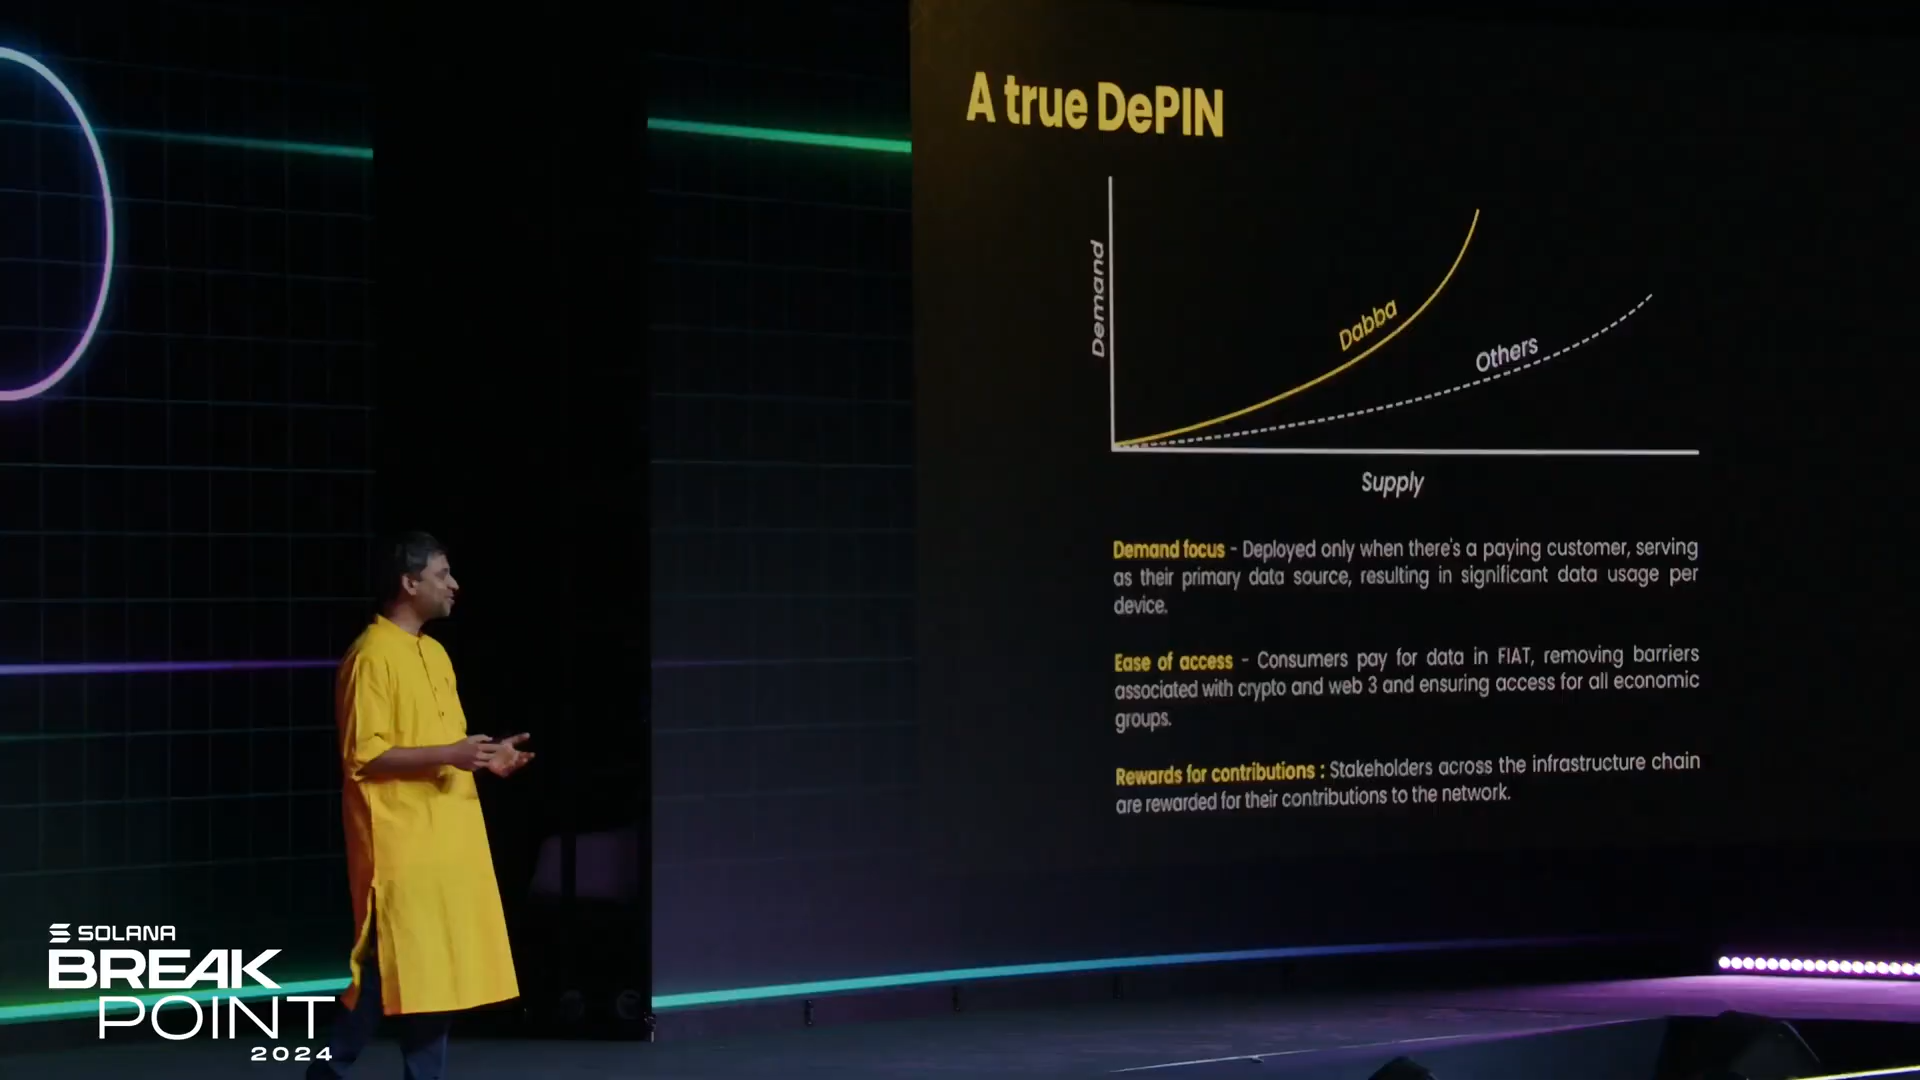 A true DePIN
Demand
Dabba
Others
Supply
Demand focus - Deployed only when there's a paying customer, serving
as their primary data source, resulting in significant data usage per
device.
Ease of access - Consumers pay for data in FIAT, removing barriers
associated with crypto and web 3 and ensuring access for all economic
groups.
Rewards for contributions : Stakeholders across the infrastructure chain
are rewarded for their contributions to the network.
SOLANA
BREAK
POINT
2024